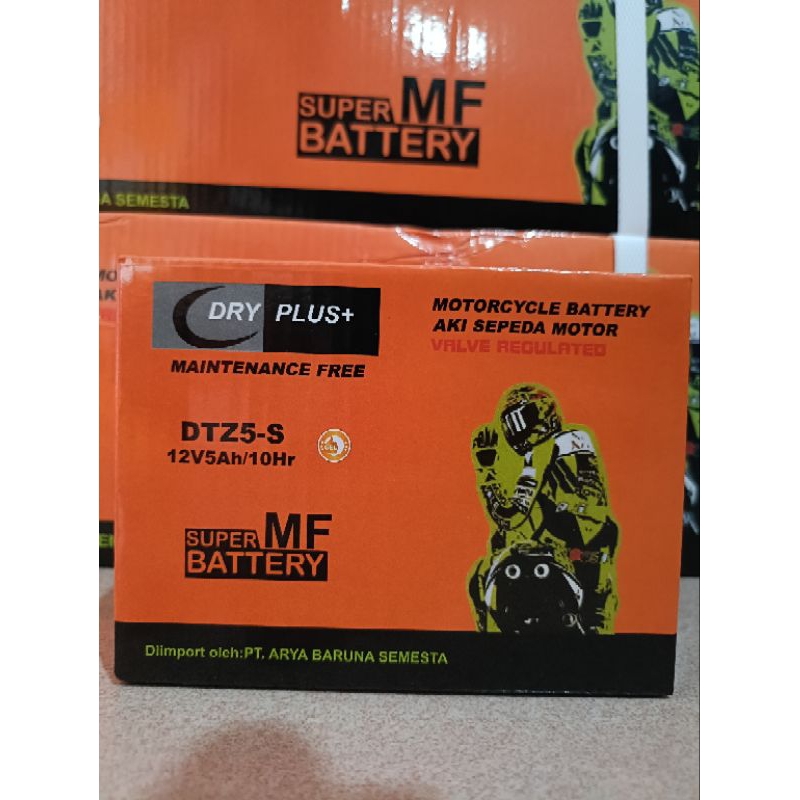 SUPER MF
BATTERY
A SEMESTA
DRY PLUS+
MAINTENANCE FREE
MOTORCYCLE BATTERY
AKI SEPEDA MOTOR
VALVE REGULATED
DTZ5-S
12V5Ah/10Hr
SUPER MF
BATTERY
Diimport oleh:PT. ARYA BARUNA SEMESTA